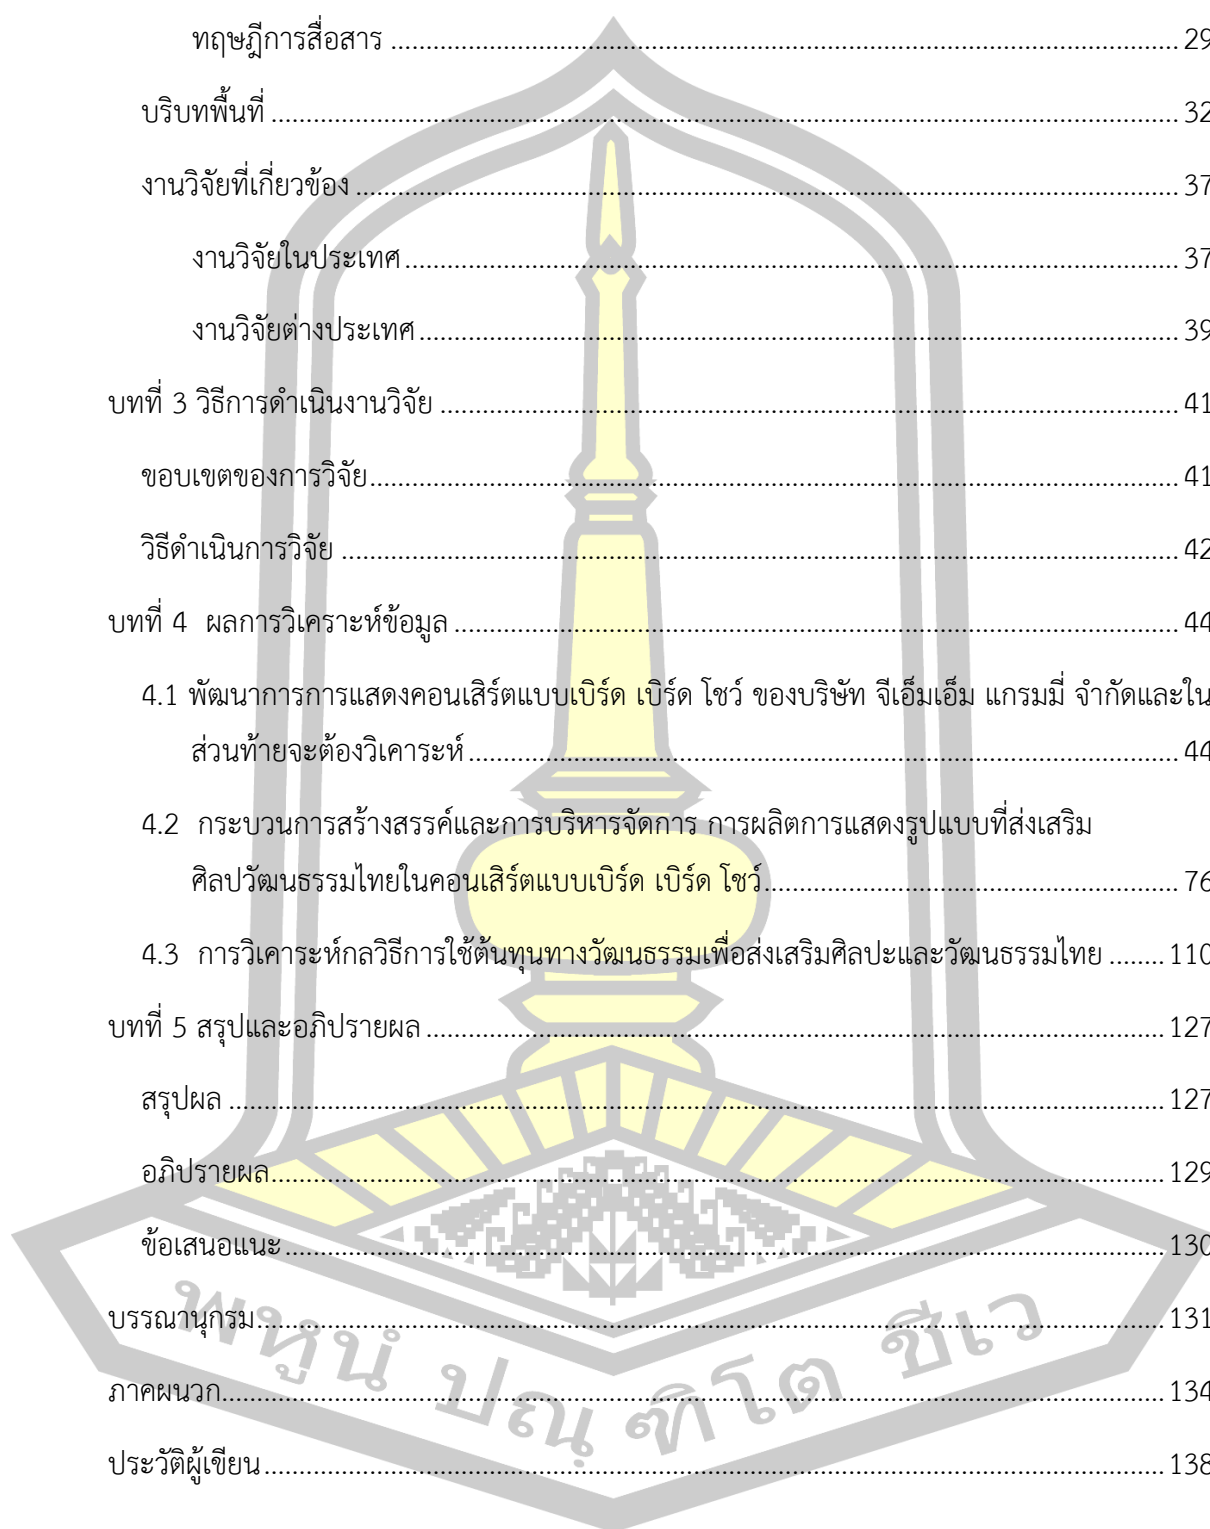 ทฤษฎีการสื่อสาร ........................................ 29
บริบทพื้นที่ ........................................ 32
งานวิจัยที่เกี่ยวข้อง ........................................ 37
งานวิจัยในประเทศ ........................................ 37
งานวิจัยต่างประเทศ ........................................ 39
บทที่ 3 วิธีการดำเนินงานวิจัย ........................................ 41
ขอบเขตของการวิจัย ........................................ 41
วิธีดำเนินการวิจัย ........................................ 42
บทที่ 4 ผลการวิเคราะห์ข้อมูล ........................................ 44
4.1 พัฒนาการการแสดงคอนเสิร์ตแบบเบิร์ด เบิร์ด โชว์ ของบริษัท จีเอ็มเอ็ม แกรมมี่ จำกัดและใน
ส่วนท้ายจะต้องวิเคาระห์ ........................................ 44
4.2 กระบวนการสร้างสรรค์และการบริหารจัดการ การผลิตการแสดงรูปแบบที่ส่งเสริม
ศิลปวัฒนธรรมไทยในคอนเสิร์ตแบบเบิร์ด เบิร์ด โชว์ ........................................ 76
4.3 การวิเคาระห์กลวิธีการใช้ต้นทุนทางวัฒนธรรมเพื่อส่งเสริมศิลปะและวัฒนธรรมไทย ........ 110
บทที่ 5 สรุปและอภิปรายผล ........................................ 127
สรุปผล ........................................ 127
อภิปรายผล ........................................ 129
ข้อเสนอแนะ ........................................ 130
บรรณานุกรม ........................................ 131
ภาคผนวก ........................................ 134
ประวัติผู้เขียน ........................................ 138
พหูนํ ปณฺฑิโต ชีเว